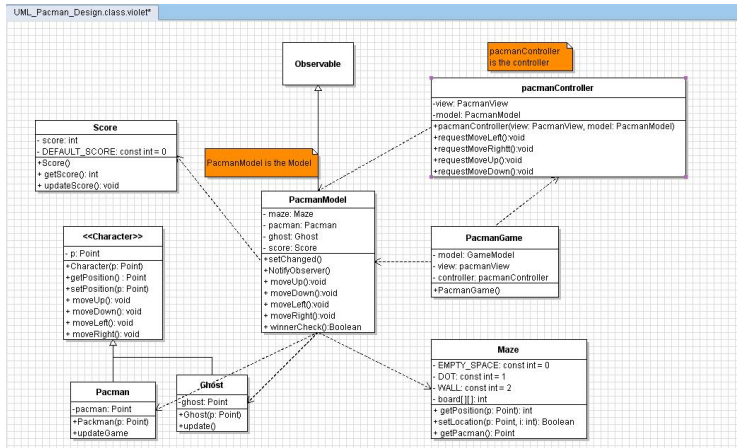 UML_Pacman_Design.class.violet*
Observable
pacmanController
is the controller
pacmanController
-view: PacmanView
-model: PacmanModel
+pacmanController(view: PacmanView, model: PacmanModel)
+requestMoveLeft():void
+requestMoveRightt():void
+requestMoveUp():void
+requestMoveDown():void
Score
- score: int
- DEFAULT_SCORE: const int = 0
+Score()
+ getScore(): int
+ updateScore(): void
PacmanModel is the Model
PacmanModel
- maze: Maze
- pacman: Pacman
- ghost: Ghost
- score: Score
+setChanged()
+NotifyObserver()
+ moveUp():void
+ moveDown():void
+ moveLeft():void
+ moveRight():void
+ winnerCheck():Boolean
<<Character>>
- p: Point
+Character(p: Point)
+getPosition() : Point
+setPosition(p: Point)
+ moveUp(): void
+ moveDown(): void
+ moveLeft(): void
+ moveRight(): void
PacmanGame
- model: GameModel
- view: pacmanView
- controller: pacmanController
+PacmanGame()
Maze
- EMPTY_SPACE: const int = 0
- DOT: const int = 1
- WALL: const int = 2
- board[][]: int
+ getPosition(p: Point): int
+setLocation(p: Point, i: int): Boolean
+ getPacman(): Point
Pacman
-pacman: Point
+Packman(p: Point)
+updateGame
Ghost
-ghost: Point
+Ghost(p: Point)
+update()